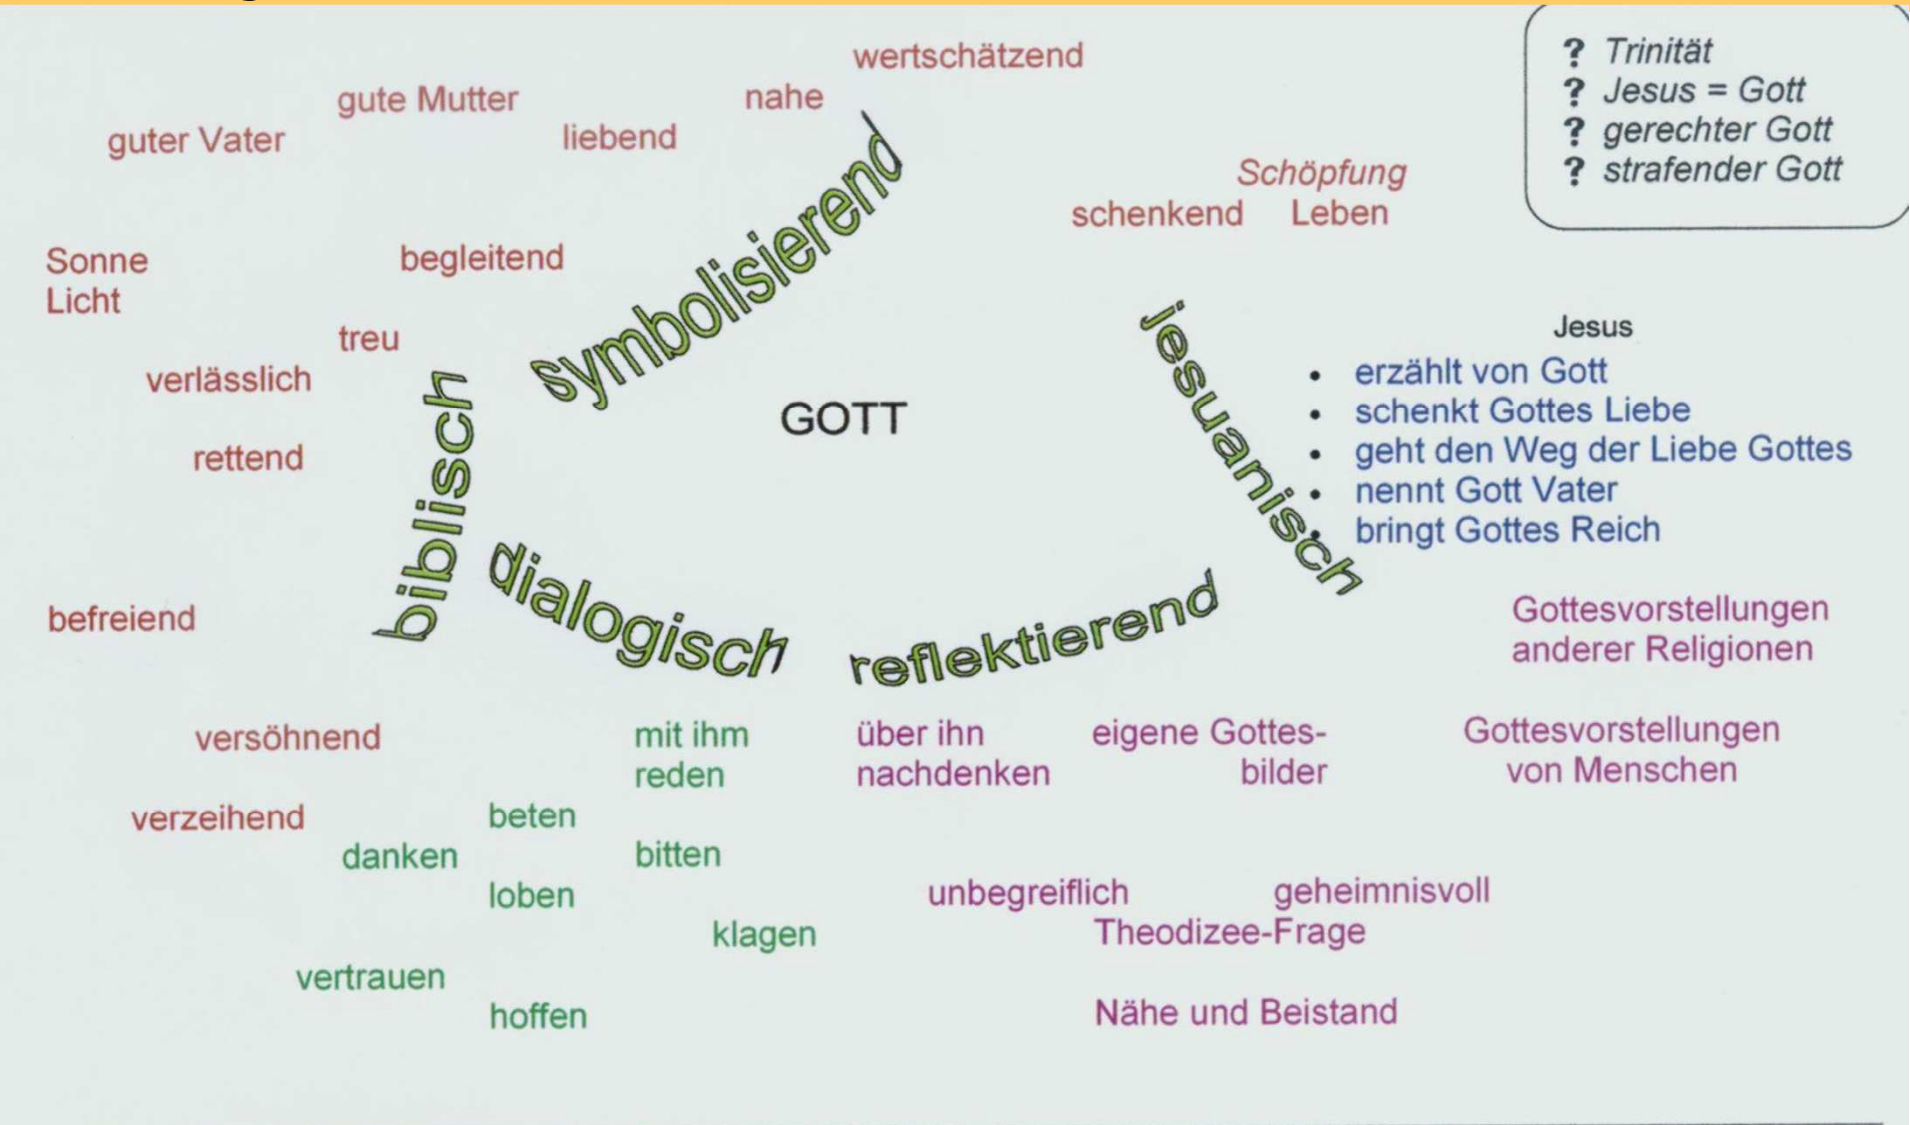 wertschätzend
gute Mutter
nahe
guter Vater
liebend
? Trinität
? Jesus = Gott
? gerechter Gott
? strafender Gott
Schöpfung
schenkend Leben
Sonne
Licht
begleitend
treu
verlässlich
rettend
symbolisierend
biblisch
GOTT
jesuanisch
Jesus
• erzählt von Gott
• schenkt Gottes Liebe
• geht den Weg der Liebe Gottes
• nennt Gott Vater
• bringt Gottes Reich
dialogisch
reflektierend
befreiend
Gottesvorstellungen
anderer Religionen
versöhnend
verzeihend
mit ihm
reden
beten
danken
bitten
loben
klagen
vertrauen
hoffen
über ihn
nachdenken
eigene Gottes-
bilder
Gottesvorstellungen
von Menschen
unbegreiflich
geheimnisvoll
Theodizee-Frage
Nähe und Beistand